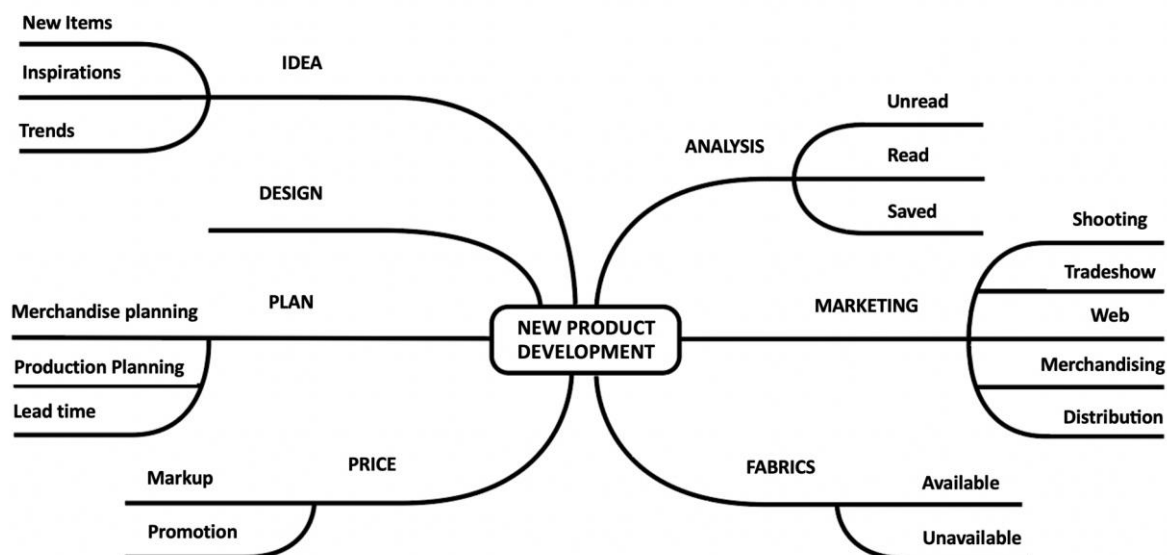 New Items
Inspirations
Trends
IDEA
DESIGN
Merchandise planning
Production Planning
Lead time
PLAN
Markup
Promotion
PRICE
NEW PRODUCT
DEVELOPMENT
ANALYSIS
Unread
Read
Saved
MARKETING
Shooting
Tradeshow
Web
Merchandising
Distribution
FABRICS
Available
Unavailable